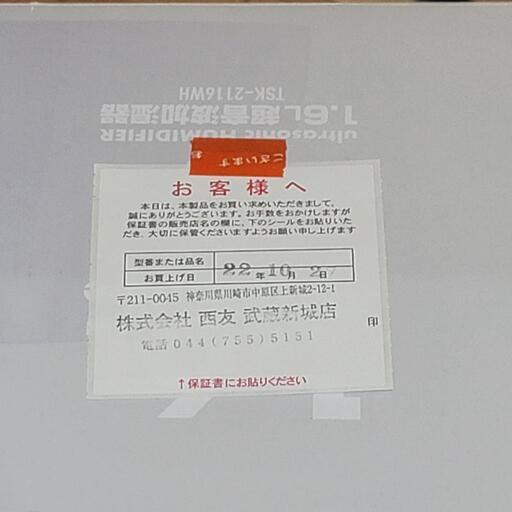 TSK-2116WH
1.6L超音波加湿器
ultrasonic HUMIDIFIER
ございます
お客様へ
本日は、本製品をお買い求めいただきまして、
誠にありがとうございます。お手数をおかけしますが
保証書の販売店名の欄に、下のシールをお貼りいた
だき、大切に保管くださいますようお願い申し上げます
型番または品名
お買上げ日 22年10月27日
〒211-0045 神奈川県川崎市中原区上新城2-12-1
株式会社 西友 武蔵新城店 印
電話 044(755)5151
↑保証書にお貼りください